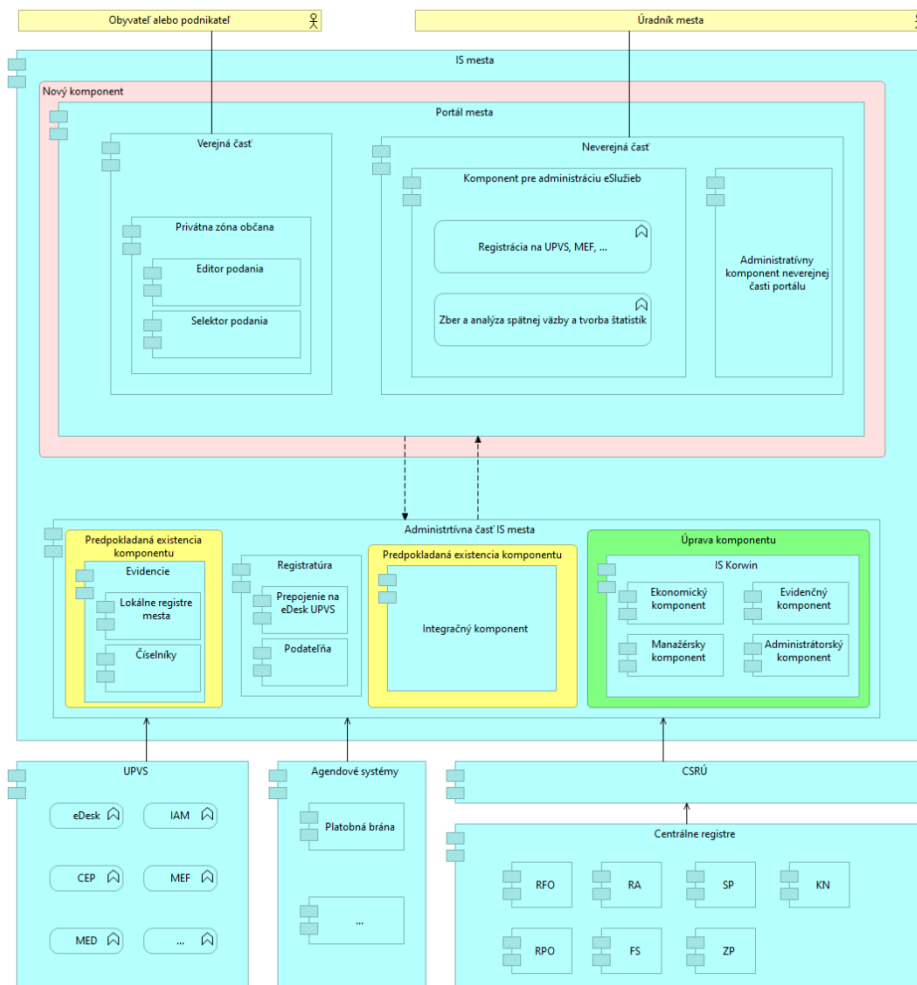 Obyvateľ alebo podnikateľ
Úradník mesta
IS mesta
Nový komponent
Portál mesta
Verejná časť
Neverejná časť
Komponent pre administráciu eSlužieb
Privátna zóna občana
Registrácia na UPVS, MEF, ...
Administratívny
komponent neverejnej
časti portálu
Editor podania
Selektor podania
Zber a analýza spätnej väzby a tvorba štatistík
Administrtívna časť IS mesta
Predpokladaná existencia
komponentu
Evidencie
Lokálne registre
mesta
Číselníky
Registratúra
Prepojenie na
eDesk UPVS
Podateľňa
Predpokladaná existencia komponentu
Integračný komponent
Úprava komponentu
IS Korwin
Ekonomický
komponent
Evidenčný
komponent
Manažérsky
komponent
Administrátorský
komponent
UPVS
eDesk
IAM
CEP
MEF
MED
...
Agendové systémy
Platobná brána
...
CSRÚ
Centrálne registre
RFO
RA
SP
KN
RPO
FS
ZP